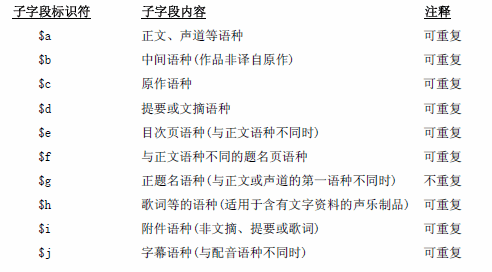 子字段标识符 子字段内容 注释
$a 正文、声道等语种 可重复
$b 中间语种(作品非译自原作) 可重复
$c 原作语种 可重复
$d 提要或文摘语种 可重复
$e 目次页语种(与正文语种不同时) 可重复
$f 与正文语种不同的题名页语种 可重复
$g 正题名语种(与正文或声道的第一语种不同时) 不重复
$h 歌词等的语种(适用于含有文字资料的声乐制品) 可重复
$i 附件语种(非文摘、提要或歌词) 可重复
$j 字幕语种(与配音语种不同时) 可重复